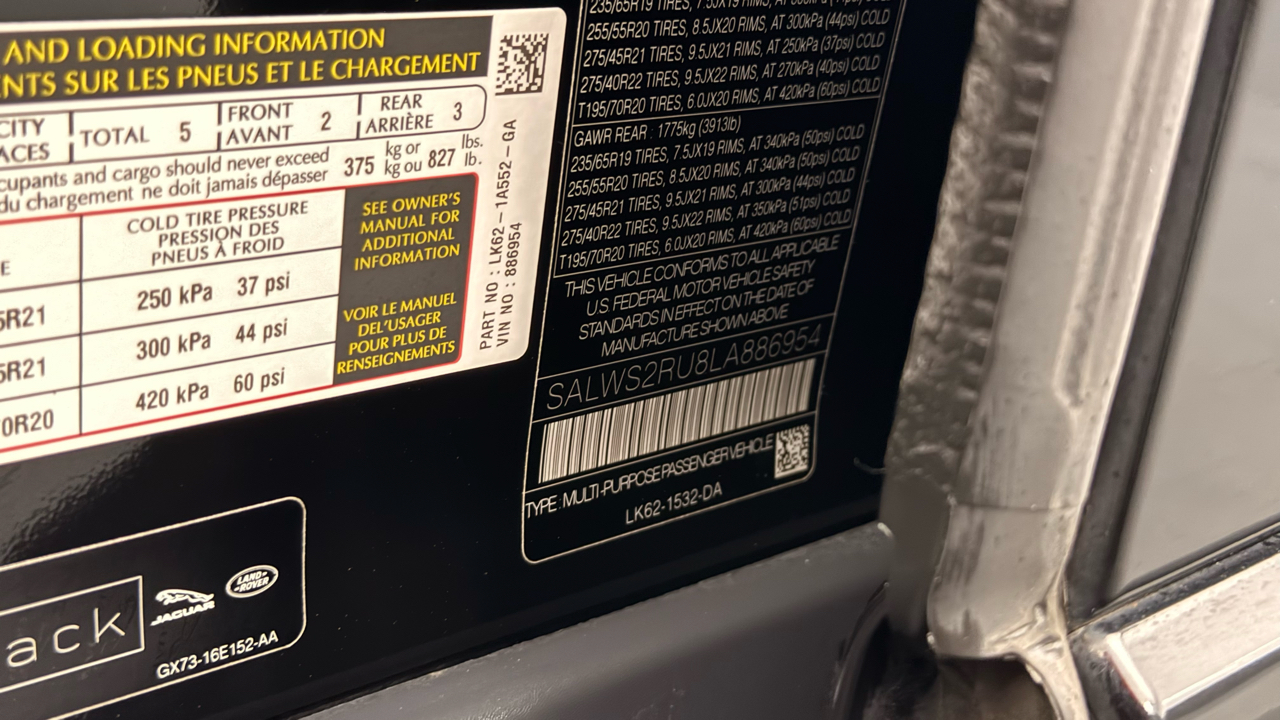 AND LOADING INFORMATION
NTS SUR LES PNEUS ET LE CHARGEMENT
CITY
ACES
TOTAL 5
FRONT
AVANT
2
REAR
ARRIÈRE
3
cupants and cargo should never exceed
du chargement ne doit jamais dépasser
375
kg or
kg ou
827
lbs.
lb.
E
COLD TIRE PRESSURE
PRESSION DES
PNEUS À FROID
5R21
250 kPa 37 psi
5R21
300 kPa 44 psi
0R20
420 kPa 60 psi
SEE OWNER'S
MANUAL FOR
ADDITIONAL
INFORMATION
VOIR LE MANUEL
DEL'USAGER
POUR PLUS DE
RENSEIGNEMENTS
PART NO : LK62-1A552-GA
VIN NO : 886954
255/55R20 TIRES, 8.5JX20 RIMS, AT 300kPa (44psi) COLD
275/45R21 TIRES, 9.5JX21 RIMS, AT 250kPa (37psi) COLD
275/40R22 TIRES, 9.5JX22 RIMS, AT 270kPa (40psi) COLD
T195/70R20 TIRES, 6.0JX20 RIMS, AT 420kPa (60psi) COLD
GAWR REAR : 1775kg (3913lb)
235/65R19 TIRES, 7.5JX19 RIMS, AT 340kPa (50psi) COLD
255/55R20 TIRES, 8.5JX20 RIMS, AT 340kPa (50psi) COLD
275/45R21 TIRES, 9.5JX21 RIMS, AT 300kPa (44psi) COLD
275/40R22 TIRES, 9.5JX22 RIMS, AT 350kPa (51psi) COLD
T195/70R20 TIRES, 6.0JX20 RIMS, AT 420kPa (60psi) COLD
THIS VEHICLE CONFORMS TO ALL APPLICABLE
U.S. FEDERAL MOTOR VEHICLE SAFETY
STANDARDS IN EFFECT ON THE DATE OF
MANUFACTURE SHOWN ABOVE
SALWS2RU8LA886954
TYPE : MULTI-PURPOSE PASSENGER VEHICLE
LK62-1532-DA
ack
JAGUAR
LAND-
ROVER
GX73-16E152-AA